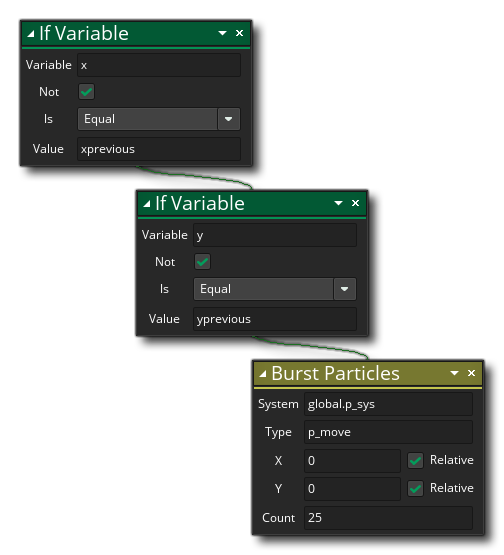 If Variable
Variable x
Not
Is Equal
Value xprevious
If Variable
Variable y
Not
Is Equal
Value yprevious
Burst Particles
System global.p_sys
Type p_move
X 0 Relative
Y 0 Relative
Count 25